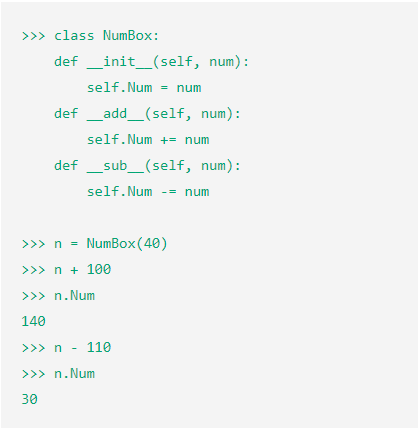 >>> class NumBox:
    def __init__(self, num):
        self.Num = num
    def __add__(self, num):
        self.Num += num
    def __sub__(self, num):
        self.Num -= num

>>> n = NumBox(40)
>>> n + 100
>>> n.Num
140
>>> n - 110
>>> n.Num
30